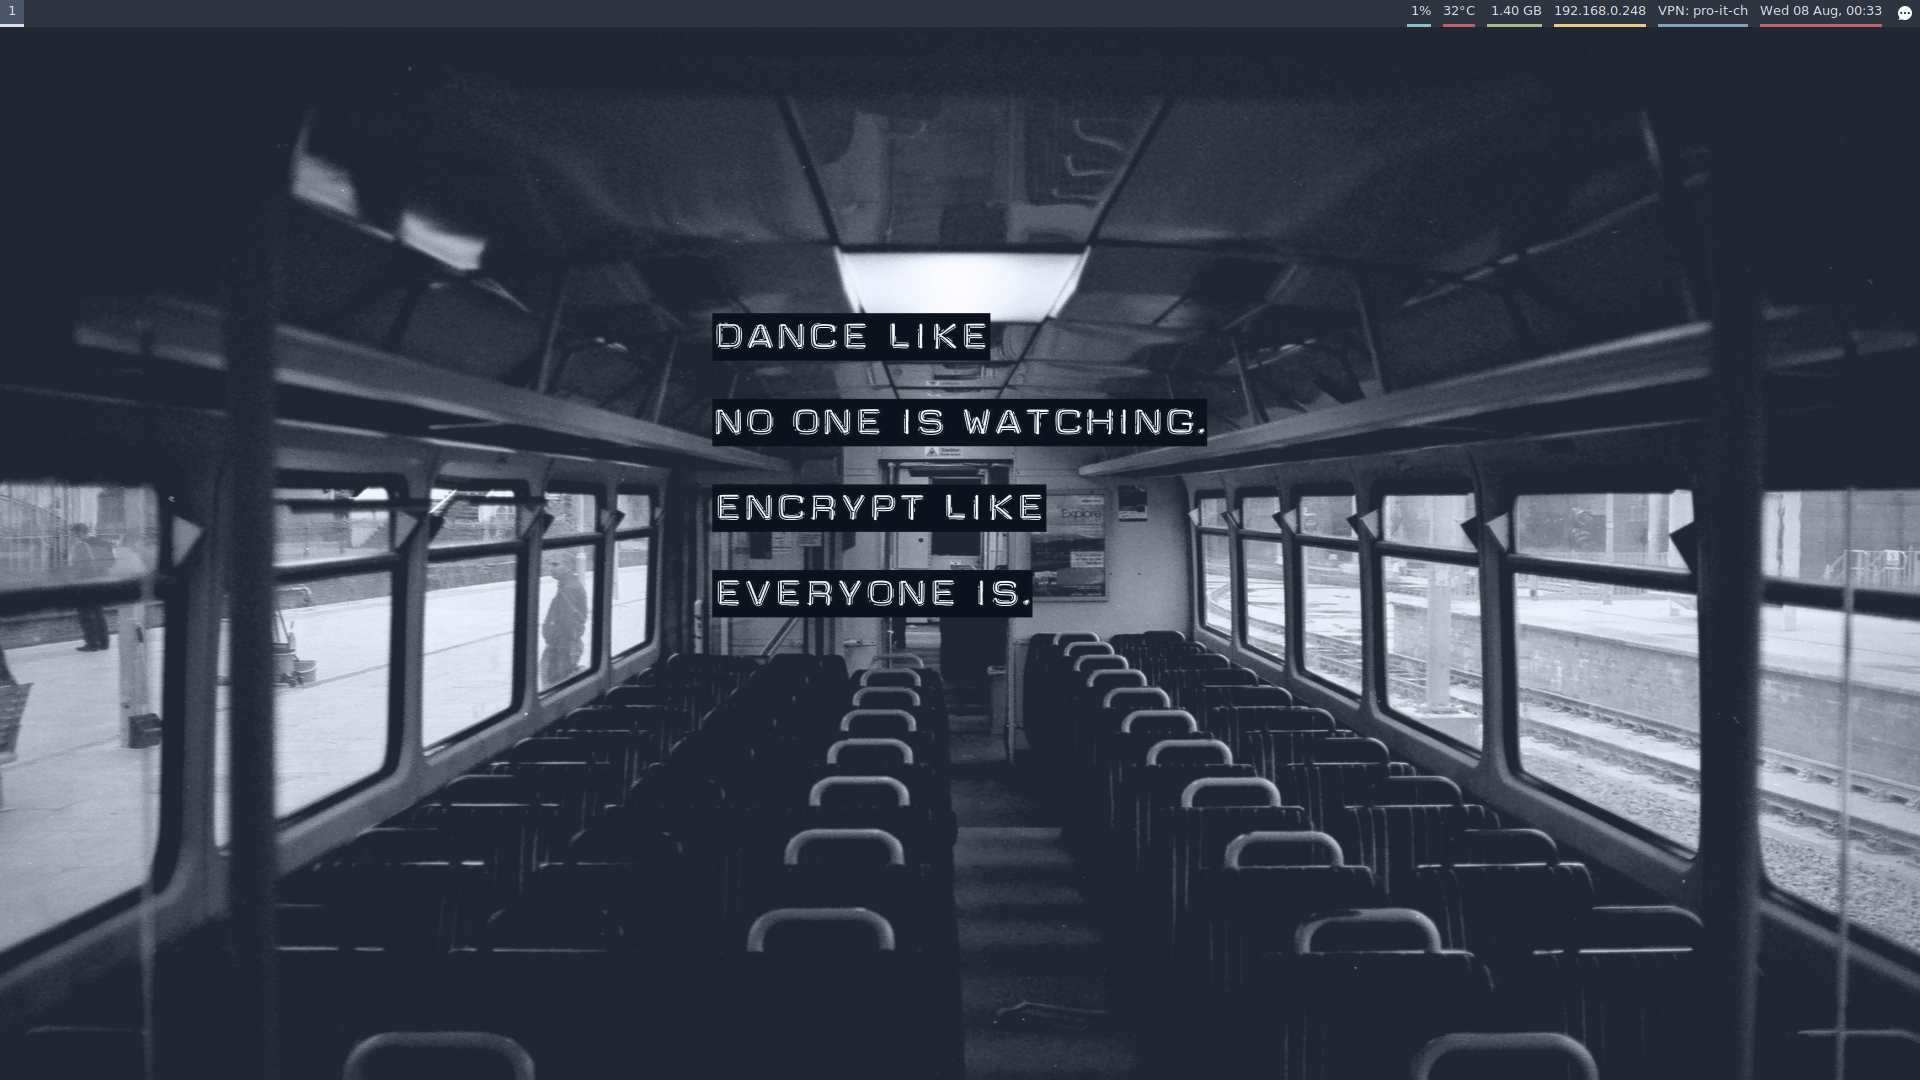 1
1% 32°C 1.40 GB 192.168.0.248 VPN: pro-it-ch Wed 08 Aug, 00:33
DANCE LIKE
NO ONE IS WATCHING.
Caution
ENCRYPT LIKE
Explore
EVERYONE IS.